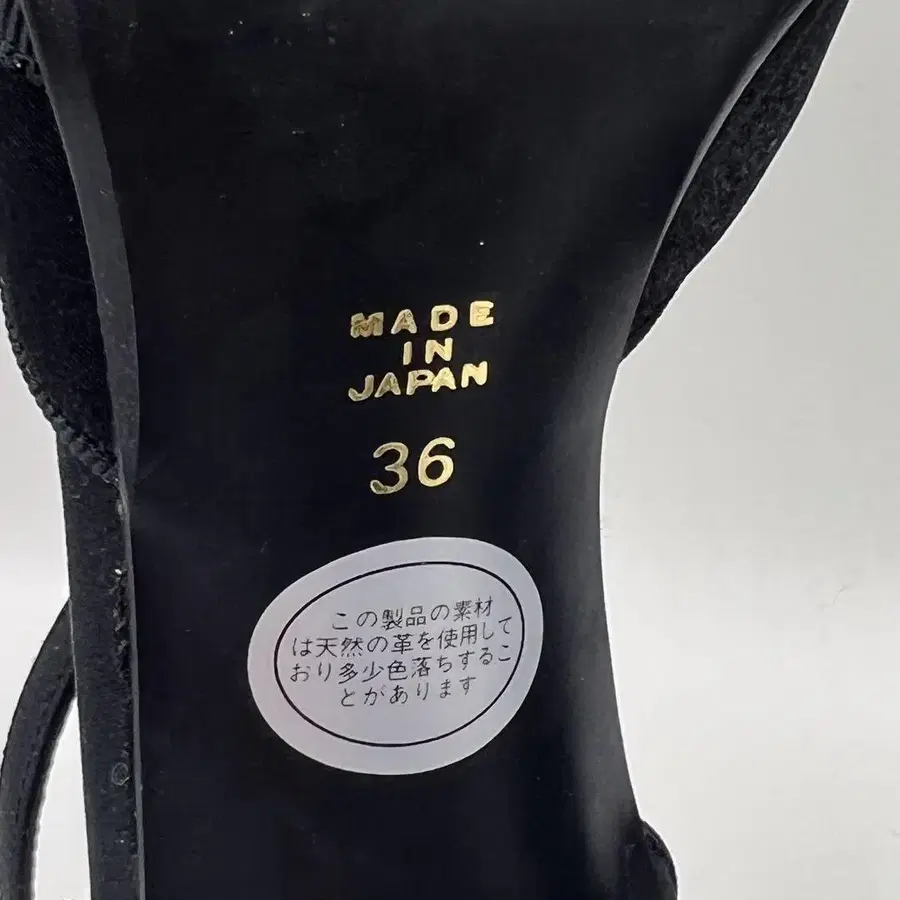 MADE
IN
JAPAN
36
この製品の素材
は天然の革を使用して
おり多少色落ちするこ
とがあります